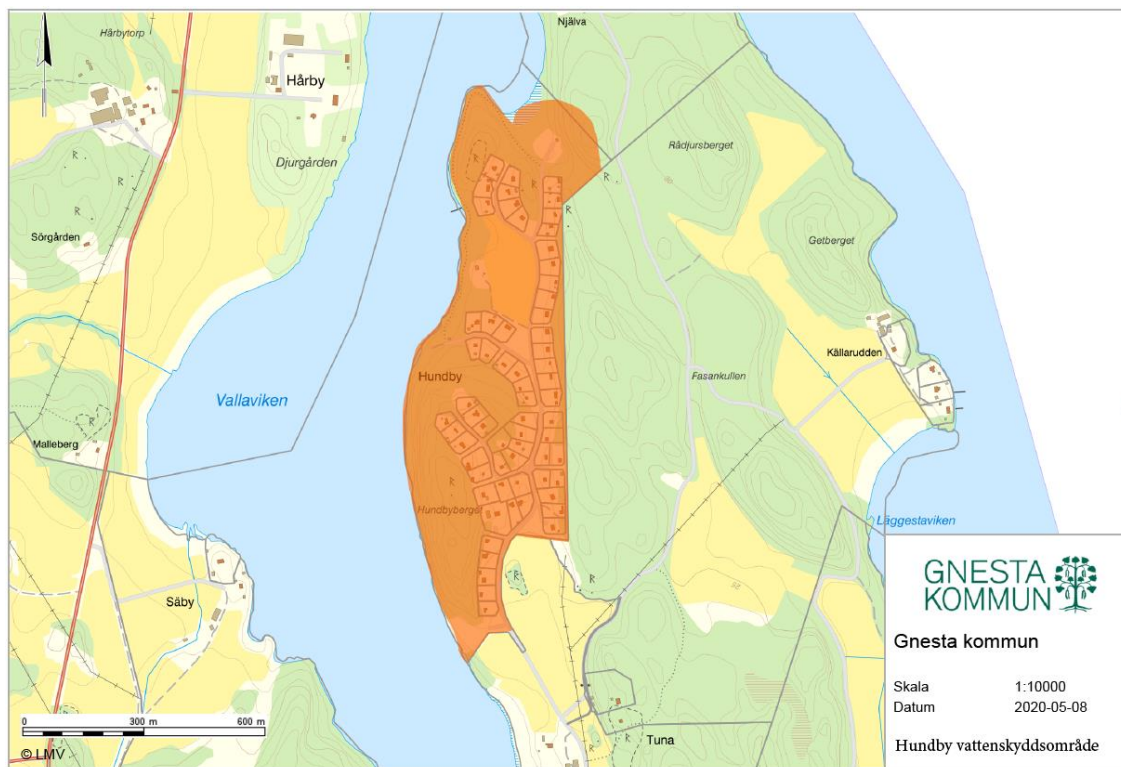 Hårbytorp
Njälva
Hårby
Djurgården
Rådjursberget
Sörgården
Getberget
Källarudden
Hundby
Fasankullen
Vallaviken
Malleberg
Hundbyberget
Läggestaviken
Säby
Tuna
0 300 m 600 m
© LMV
GNESTA
KOMMUN
Gnesta kommun
Skala 1:10000
Datum 2020-05-08
Hundby vattenskyddsområde